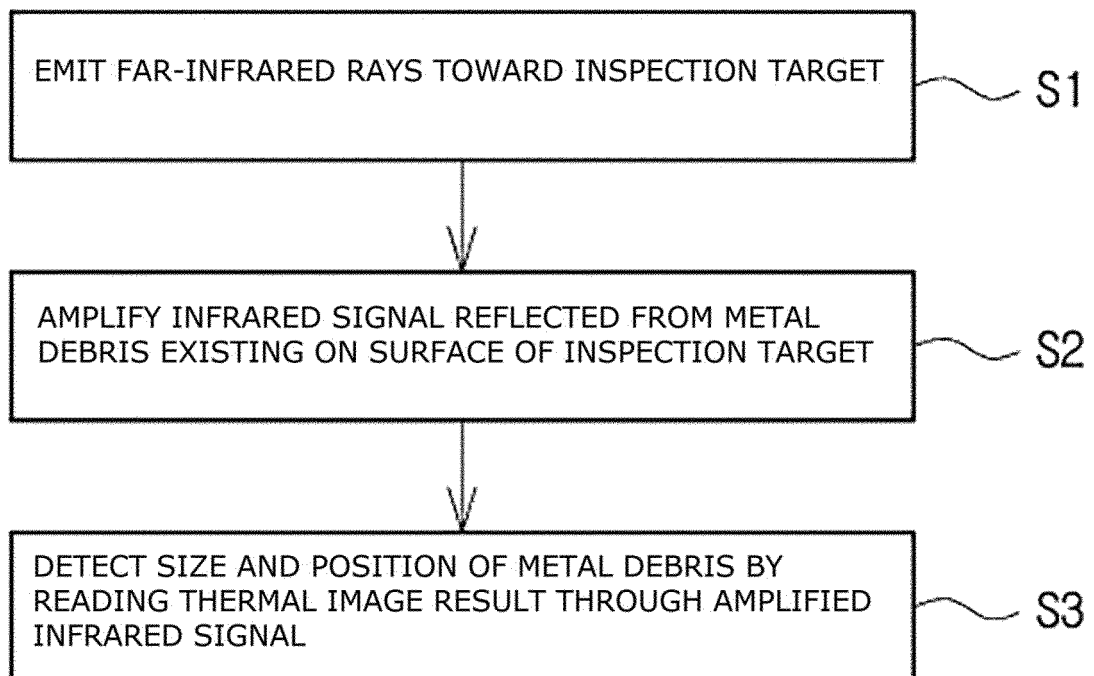 EMIT FAR-INFRARED RAYS TOWARD INSPECTION TARGET
S1
AMPLIFY INFRARED SIGNAL REFLECTED FROM METAL
DEBRIS EXISTING ON SURFACE OF INSPECTION TARGET
S2
DETECT SIZE AND POSITION OF METAL DEBRIS BY
READING THERMAL IMAGE RESULT THROUGH AMPLIFIED
INFRARED SIGNAL
S3